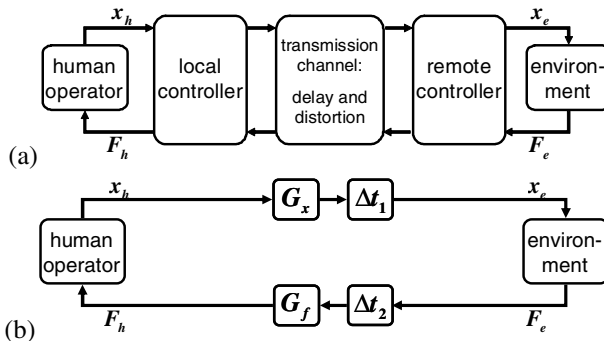 x_h
x_e
human
operator
local
controller
transmission
channel:
delay and
distortion
remote
controller
environ-
ment
F_h
F_e
(a)
x_h
G_x
Δt_1
x_e
human
operator
environ-
ment
F_h
G_f
Δt_2
F_e
(b)